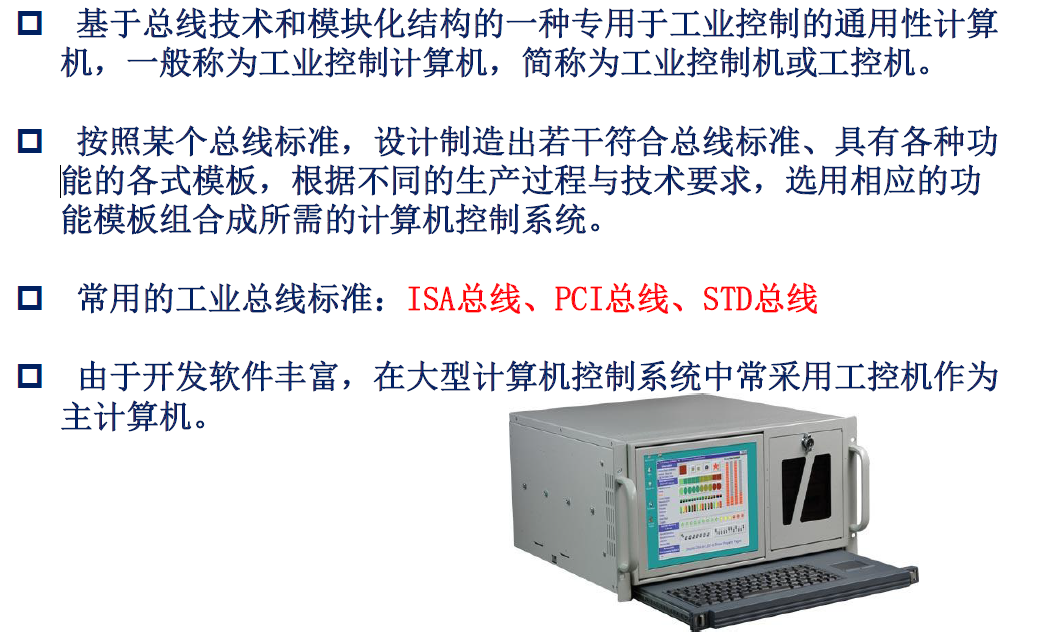 基于总线技术和模块化结构的一种专用于工业控制的通用性计算
机，一般称为工业控制计算机，简称为工业控制机或工控机。
按照某个总线标准，设计制造出若干符合总线标准、具有各种功
能的各式模板，根据不同的生产过程与技术要求，选用相应的功
能模板组合成所需的计算机控制系统。
常用的工业总线标准：ISA总线、PCI总线、STD总线
由于开发软件丰富，在大型计算机控制系统中常采用工控机作为
主计算机。